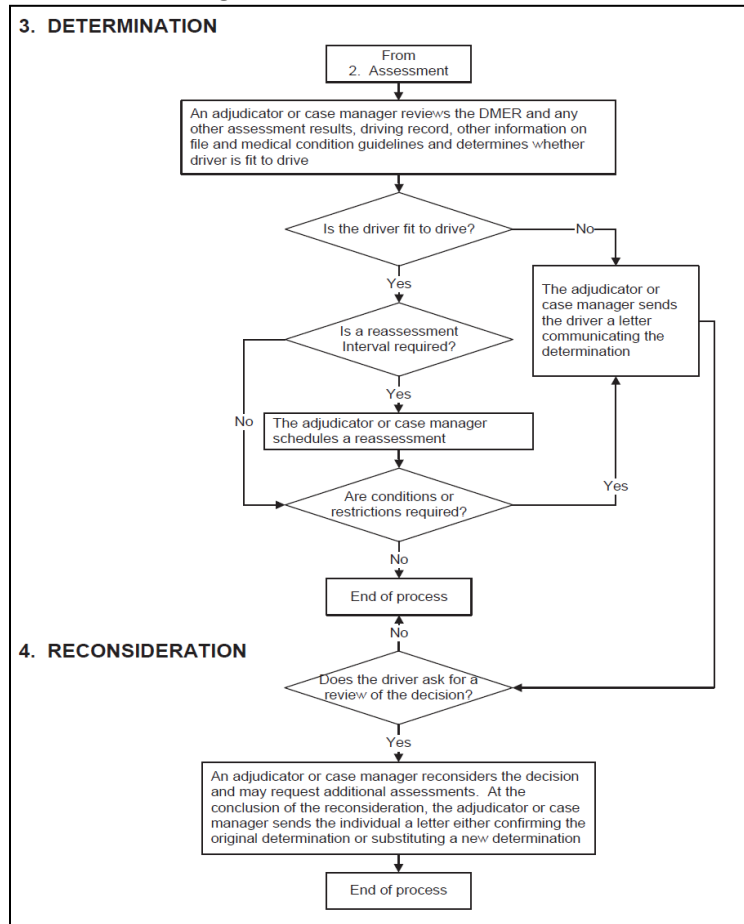 3. DETERMINATION
From
2. Assessment
An adjudicator or case manager reviews the DMER and any
other assessment results, driving record, other information on
file and medical condition guidelines and determines whether
driver is fit to drive
Is the driver fit to drive?
No
Yes
The adjudicator or
case manager sends
the driver a letter
communicating the
determination
Is a reassessment
Interval required?
Yes
No
The adjudicator or case manager
schedules a reassessment
Yes
Are conditions or
restrictions required?
No
End of process
No
4. RECONSIDERATION
Does the driver ask for a
review of the decision?
Yes
An adjudicator or case manager reconsiders the decision
and may request additional assessments. At the
conclusion of the reconsideration, the adjudicator or case
manager sends the individual a letter either confirming the
original determination or substituting a new determination
End of process